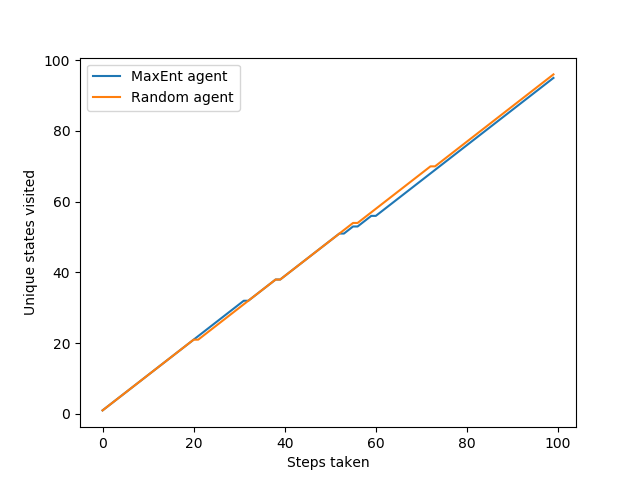 MaxEnt agent
Random agent
Unique states visited
100
80
60
40
20
0
0 20 40 60 80 100
Steps taken